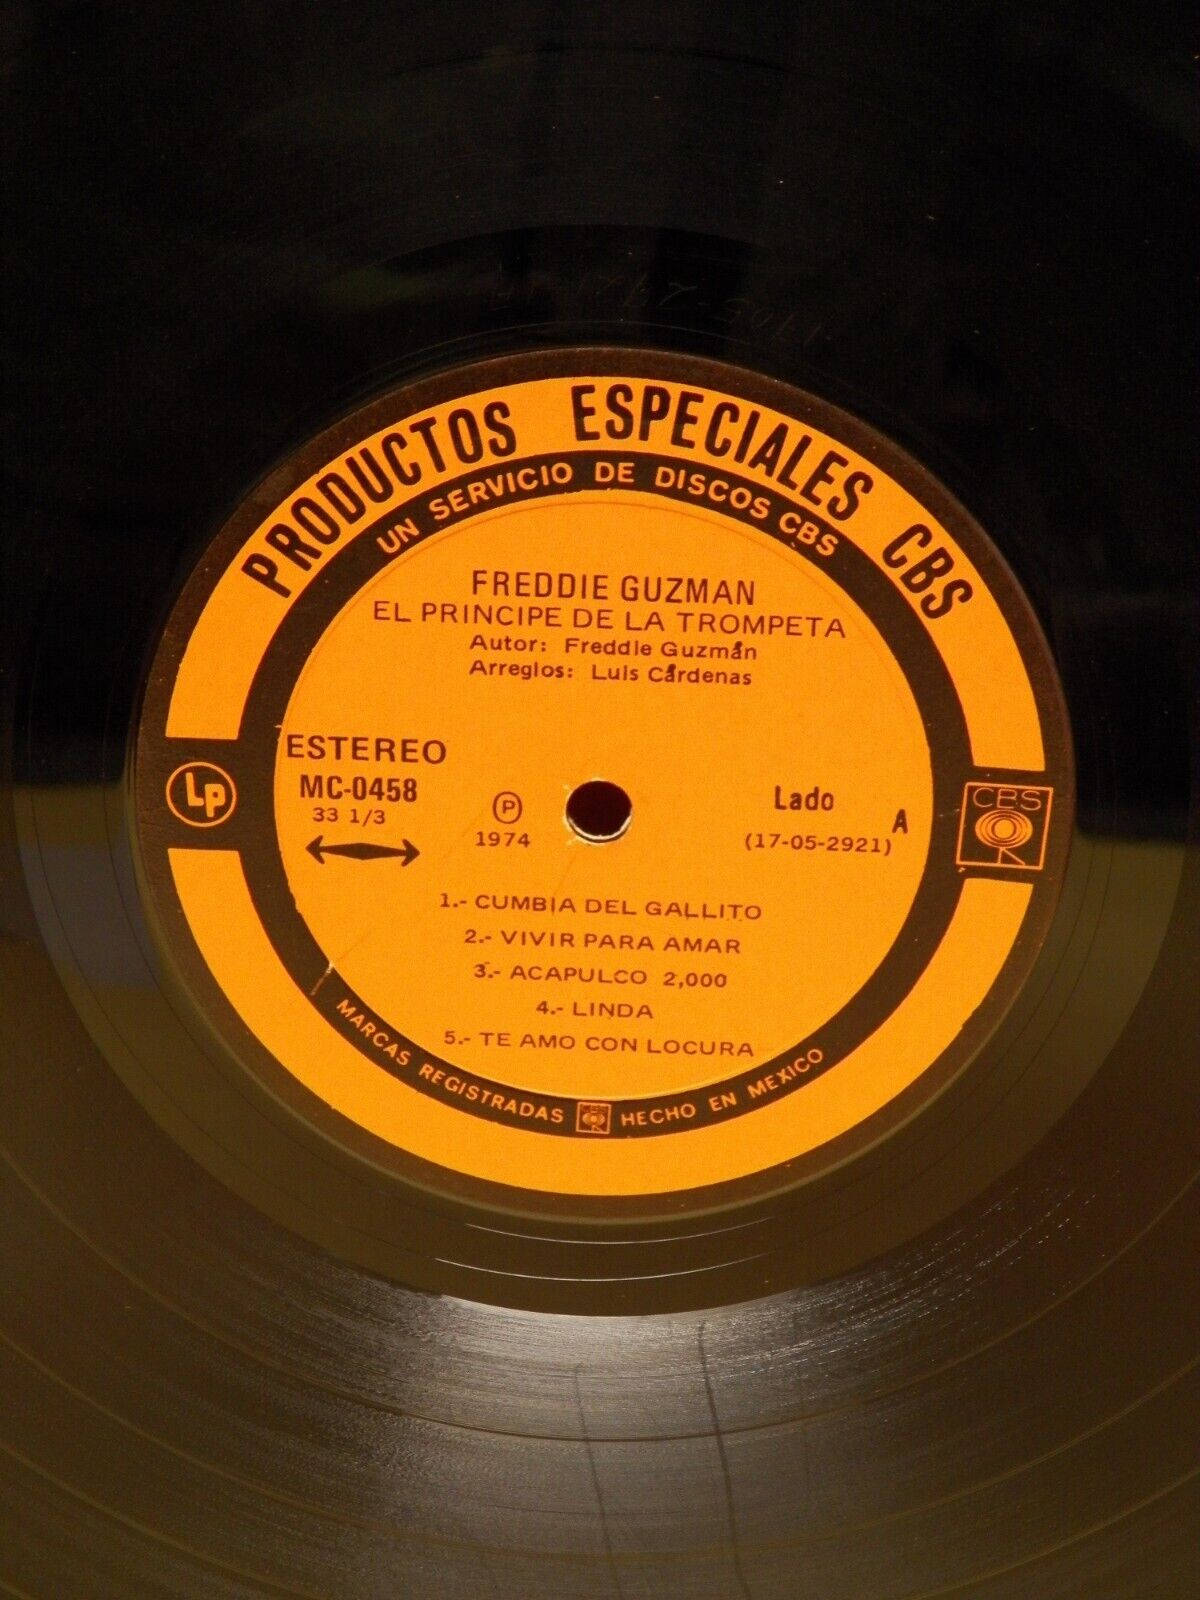 PRODUCTOS ESPECIALES CBS
UN SERVICIO DE DISCOS CBS
FREDDIE GUZMAN
EL PRINCIPE DE LA TROMPETA
Autor: Freddie Guzmán
Arreglos: Luis Cárdenas
LP
ESTEREO
MC-0458
33 1/3
P
1974
Lado A
(17-05-2921)
CBS
1.- CUMBIA DEL GALLITO
2.- VIVIR PARA AMAR
3.- ACAPULCO 2,000
4.- LINDA
5.- TE AMO CON LOCURA
MARCAS REGISTRADAS HECHO EN MEXICO